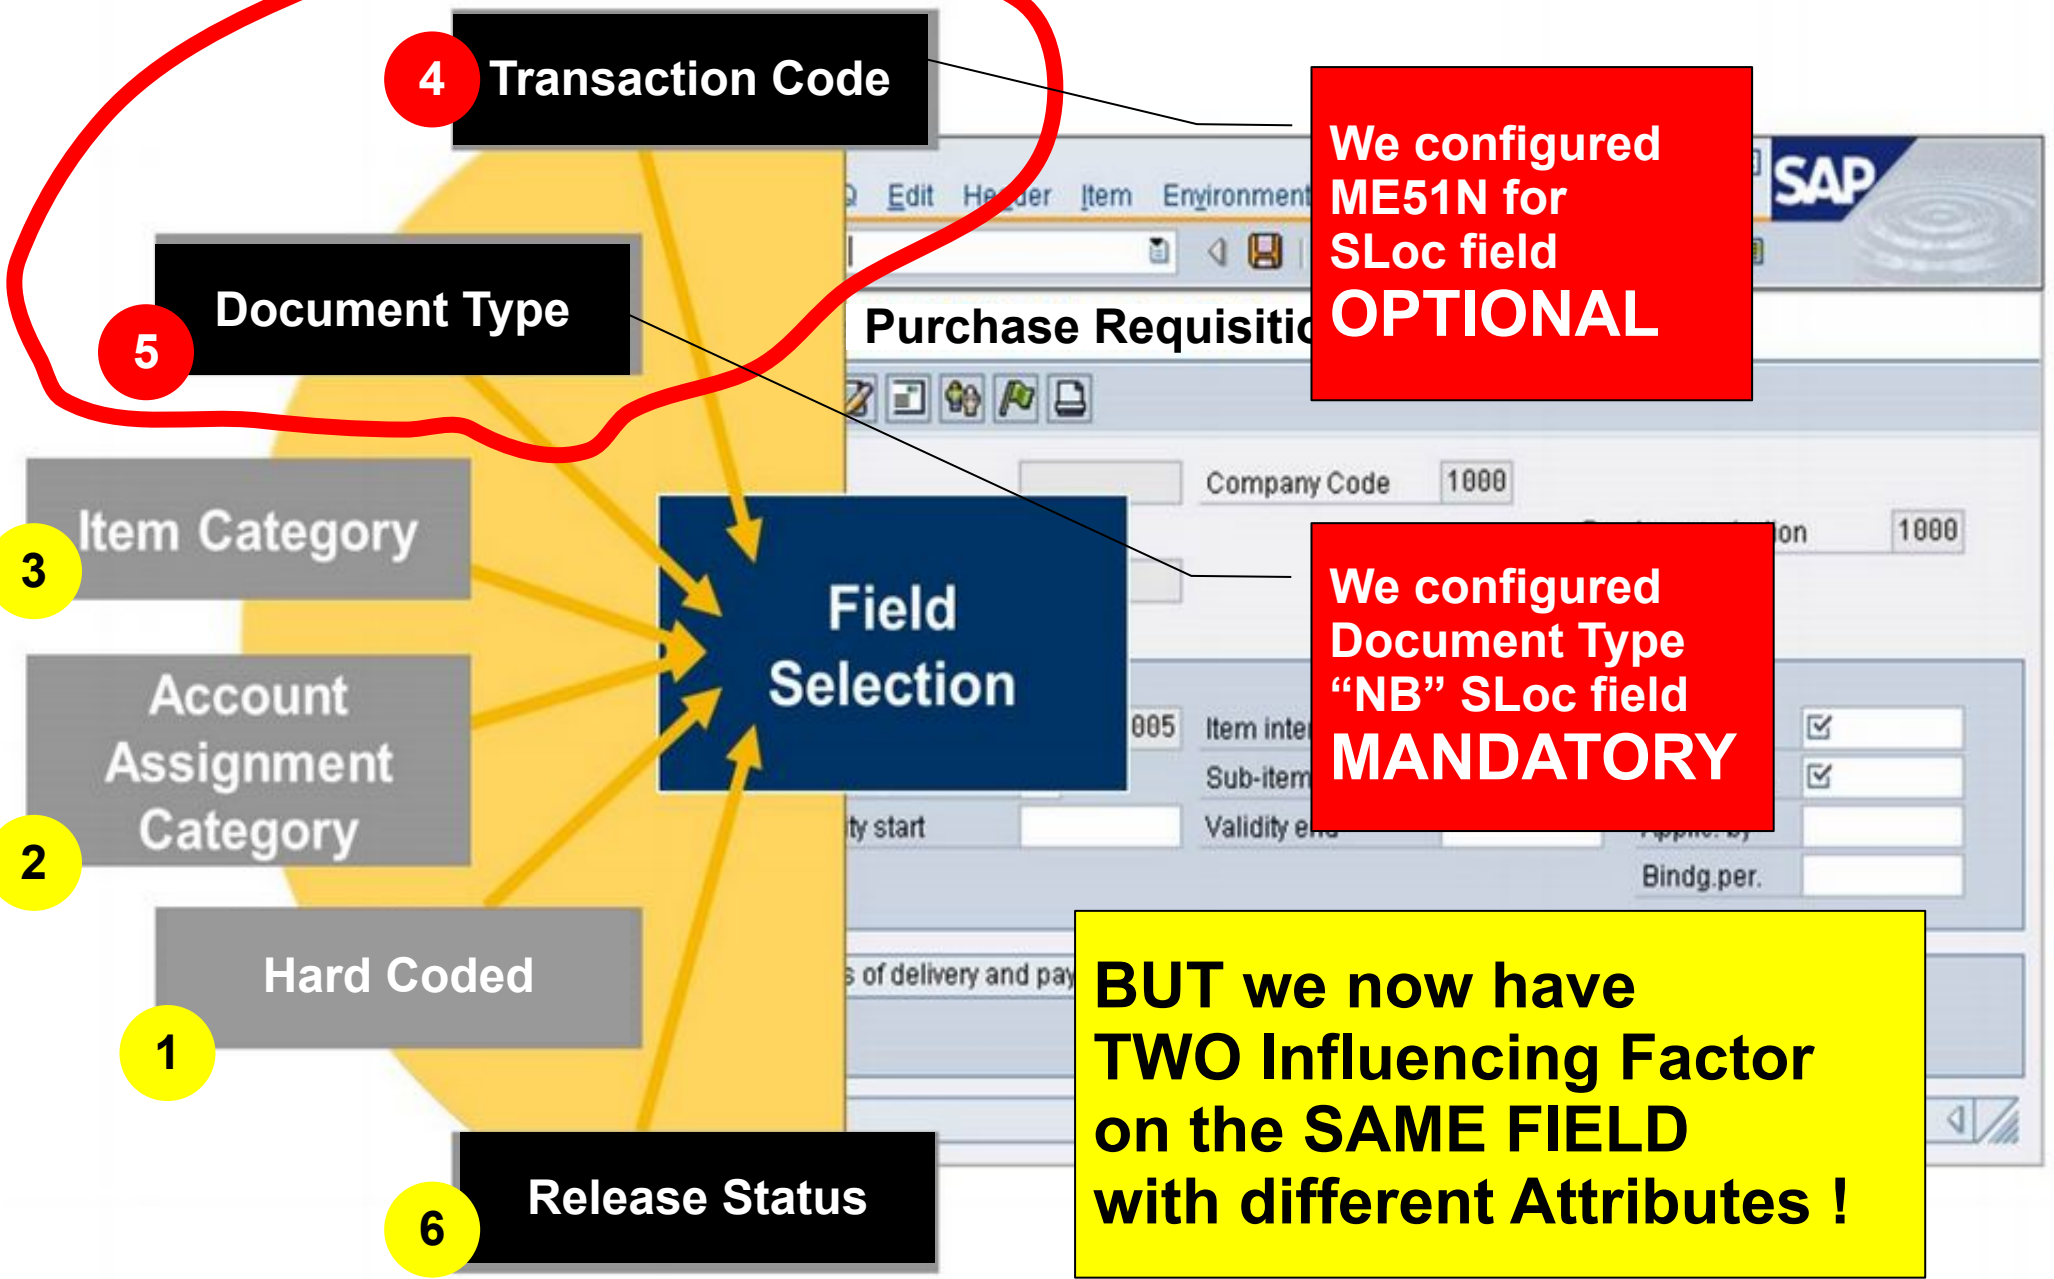 4
Transaction Code
We configured
ME51N for
SLoc field
OPTIONAL
SAP
Edit Header Item Environment
5
Document Type
Purchase Requisitio
3
Item Category
Company Code 1000
1000
Field
Selection
We configured
Document Type
“NB” SLoc field
MANDATORY
2
Account
Assignment
Category
005 Item inter
Sub-item
ty start Validity end
Bindg.per.
1
Hard Coded
s of delivery and pay
BUT we now have
TWO Influencing Factor
on the SAME FIELD
with different Attributes !
6
Release Status